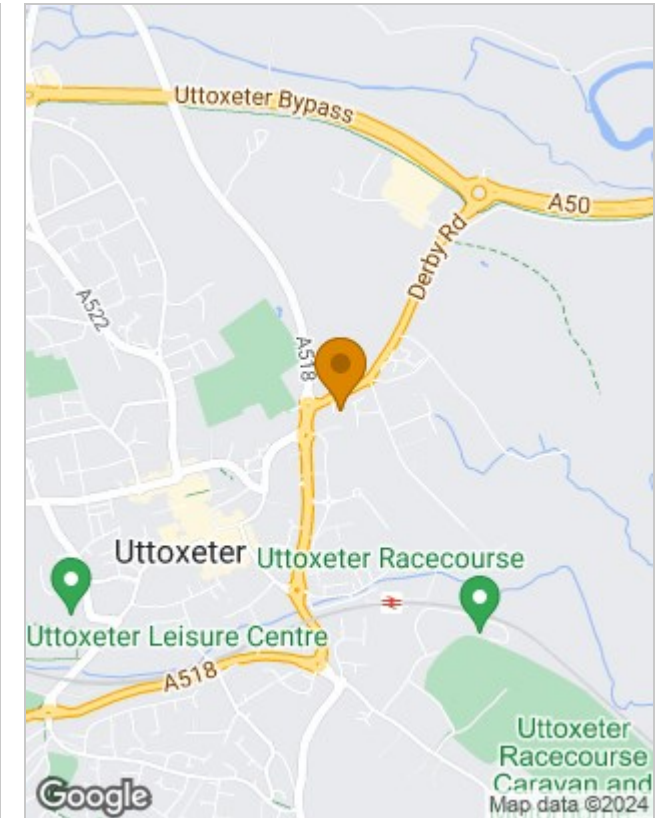 Uttoxeter Bypass
A50
Derby Rd
A522
A518
Uttoxeter
Uttoxeter Racecourse
Uttoxeter Leisure Centre
A518
Uttoxeter
Racecourse
Caravan and
Google
Map data ©2024